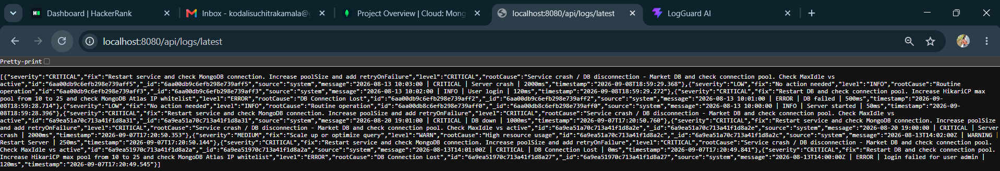 Dashboard | HackerRank
Inbox - kodalisuchitrakamala@g
Project Overview | Cloud: Mong
localhost:8080/api/logs/latest
LogGuard AI
localhost:8080/api/logs/latest
Pretty-print
[{"severity":"CRITICAL","fix":"Restart service and check MongoDB connection. Increase poolSize and add retryOnFailure","level":"CRITICAL","rootCause":"Service crash / DB disconnection - Market DB and check connection pool. Check MaxIdle vs
active","id":"6aa00db9c6efb298e739aff5","_id":"6aa00db9c6efb298e739aff5","source":"system","message":"2026-08-13 10:03:00 | CRITICAL | Server crash | 2000ms","timestamp":"2026-09-08T18:59:29.368"},{"severity":"LOW","fix":"No action needed","level":"INFO","rootCause":"Routine
operation","id":"6aa00db9c6efb298e739aff3","_id":"6aa00db9c6efb298e739aff3","source":"system","message":"2026-08-13 10:02:00 | INFO | User login | 120ms","timestamp":"2026-09-08T18:59:29.272"},{"severity":"CRITICAL","fix":"Restart DB and check connection pool. Increase HikariCP max
pool from 10 to 25 and check MongoDB Atlas IP whitelist","level":"ERROR","rootCause":"DB Connection Lost","id":"6aa00db8c6efb298e739aff2","_id":"6aa00db8c6efb298e739aff2","source":"system","message":"2026-08-13 10:01:00 | ERROR | DB failed | 500ms","timestamp":"2026-09-
08T18:59:28.714"},{"severity":"LOW","fix":"No action needed","level":"INFO","rootCause":"Routine operation","id":"6aa00db8c6efb298e739aff0","_id":"6aa00db8c6efb298e739aff0","source":"system","message":"2026-08-13 10:00:00 | INFO | Server started | 50ms","timestamp":"2026-09-
08T18:59:28.396"},{"severity":"CRITICAL","fix":"Restart service and check MongoDB connection. Increase poolSize and add retryOnFailure","level":"CRITICAL","rootCause":"Service crash / DB disconnection - Market DB and check connection pool. Check MaxIdle vs
active","id":"6a9ea51a70c713a41f1d8a31","_id":"6a9ea51a70c713a41f1d8a31","source":"system","message":"2026-08-20 19:01:00 | CRITICAL | DB down | 1000ms","timestamp":"2026-09-07T17:20:50.760"},{"severity":"CRITICAL","fix":"Restart service and check MongoDB connection. Increase poolSize
and add retryOnFailure","level":"CRITICAL","rootCause":"Service crash / DB disconnection - Market DB and check connection pool. Check MaxIdle vs active","id":"6a9ea51a70c713a41f1d8a2e","_id":"6a9ea51a70c713a41f1d8a2e","source":"system","message":"2026-08-20 19:00:00 | CRITICAL | Server
crash | 2000ms","timestamp":"2026-09-07T17:20:50.353"},{"severity":"MEDIUM","fix":"Scale up or optimize query","level":"WARN","rootCause":"High resource usage","id":"6a9ea51a70c713a41f1d8a2c","_id":"6a9ea51a70c713a41f1d8a2c","source":"system","message":"2026-08-13T14:02:00Z | WARNING |
Restart Server | 250ms","timestamp":"2026-09-07T17:20:50.144"},{"severity":"CRITICAL","fix":"Restart service and check MongoDB connection. Increase poolSize and add retryOnFailure","level":"CRITICAL","rootCause":"Service crash / DB disconnection - Market DB and check connection pool.
Check MaxIdle vs active","id":"6a9ea51970c713a41f1d8a2a","_id":"6a9ea51970c713a41f1d8a2a","source":"system","message":"2026-08-13T14:01:00Z | CRITICAL | DB Connection Lost | 0ms","timestamp":"2026-09-07T17:20:49.841"},{"severity":"CRITICAL","fix":"Restart DB and check connection pool.
Increase HikariCP max pool from 10 to 25 and check MongoDB Atlas IP whitelist","level":"ERROR","rootCause":"DB Connection Lost","id":"6a9ea51970c713a41f1d8a27","_id":"6a9ea51970c713a41f1d8a27","source":"system","message":"2026-08-13T14:00:00Z | ERROR | login failed for user admin |
120ms","timestamp":"2026-09-07T17:20:49.545"}]